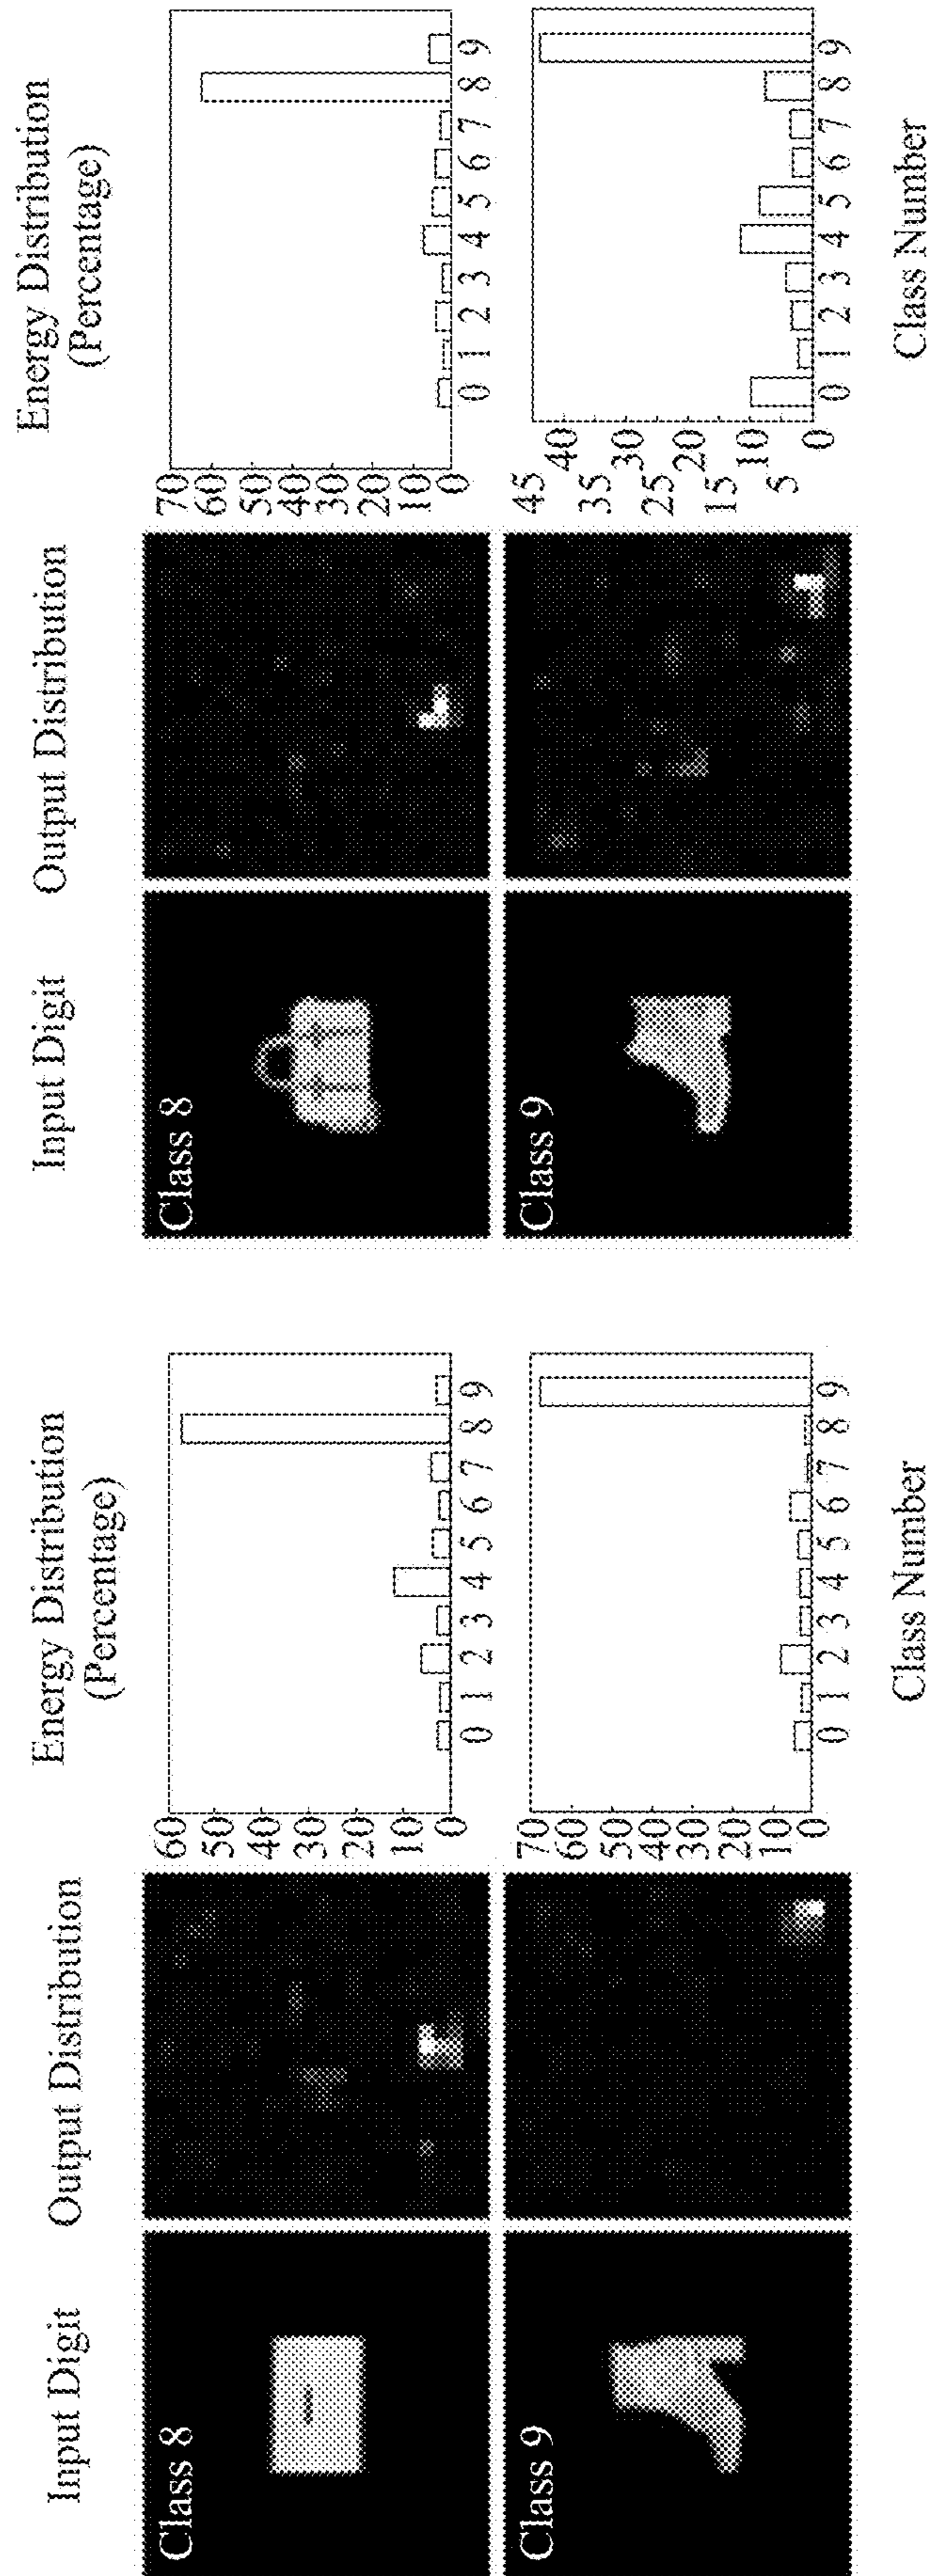 Input Digit Output Distribution Energy Distribution
(Percentage)
Input Digit Output Distribution Energy Distribution
(Percentage)
Class 8
60
50
40
30
20
10
0
0 1 2 3 4 5 6 7 8 9
Class 8
70
60
50
40
30
20
10
0
0 1 2 3 4 5 6 7 8 9
Class 9
70
60
50
40
30
20
10
0
0 1 2 3 4 5 6 7 8 9
Class Number
Class 9
45
40
35
30
25
20
15
10
5
0
0 1 2 3 4 5 6 7 8 9
Class Number